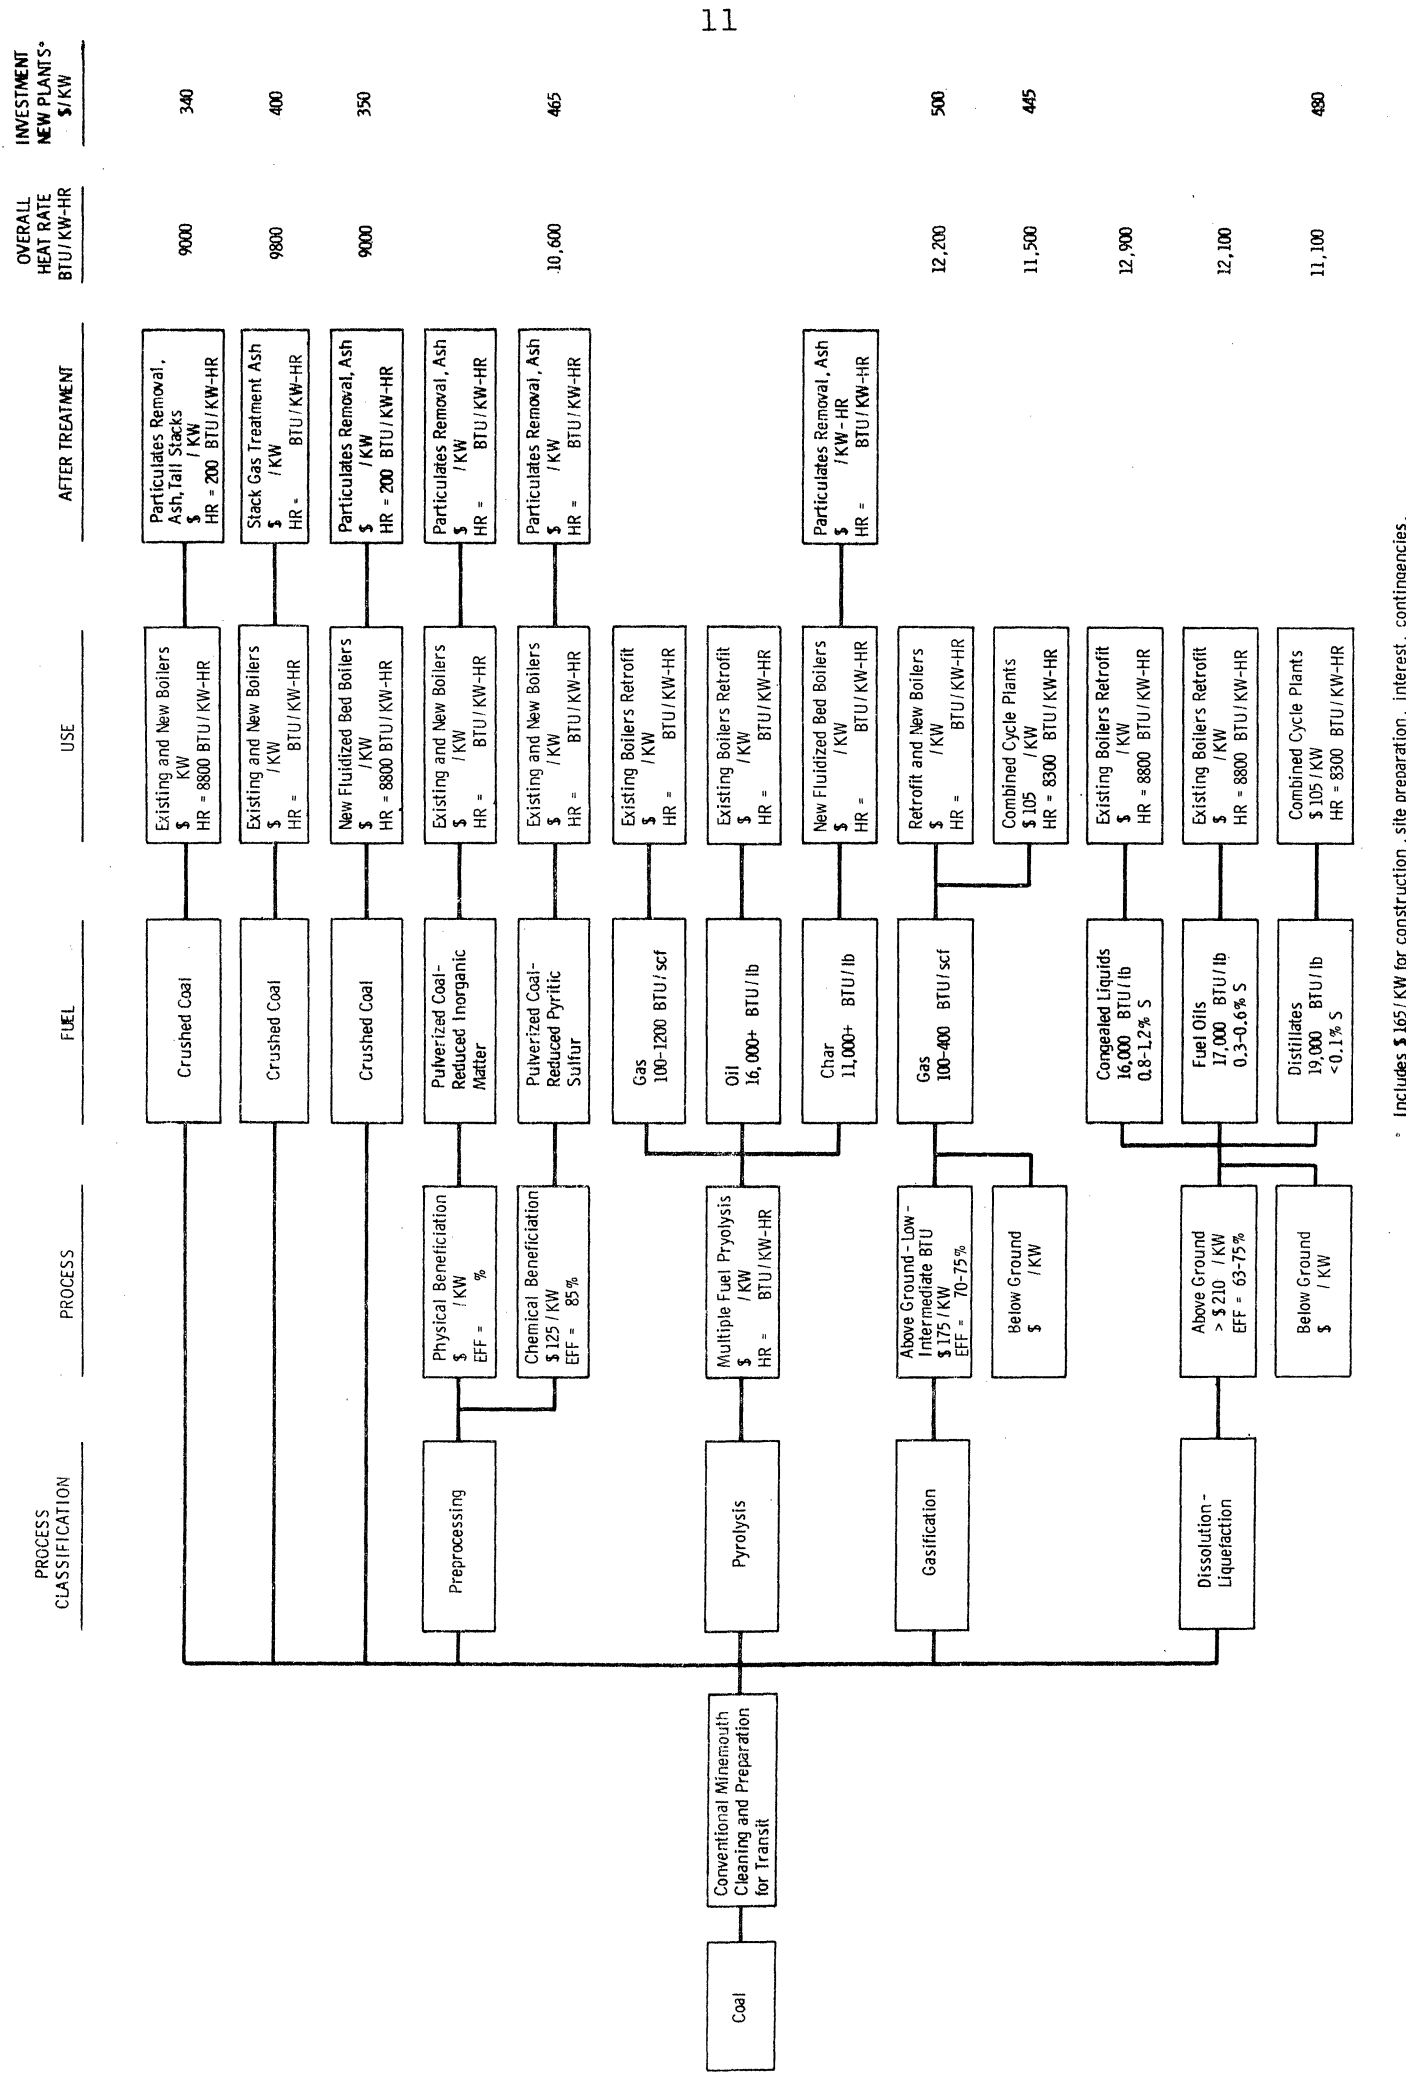 11
PROCESS
CLASSIFICATION
PROCESS
FUEL
USE
AFTER TREATMENT
OVERALL
HEAT RATE
BTU/KW-HR
INVESTMENT
NEW PLANTS°
$/KW
Coal
Conventional Minemouth
Cleaning and Preparation
for Transit
Crushed Coal
Existing and New Boilers
$ KW
HR = 8800 BTU/KW-HR
Particulates Removal,
Ash, Tall Stacks
$ /KW
HR = 200 BTU/KW-HR
9000
340
Crushed Coal
Existing and New Boilers
$ /KW
HR = BTU/KW-HR
Stack Gas Treatment Ash
$ /KW
HR = BTU/KW-HR
9800
400
Crushed Coal
New Fluidized Bed Boilers
$ /KW
HR = 8800 BTU/KW-HR
Particulates Removal, Ash
$ /KW
HR = 200 BTU/KW-HR
9000
350
Preprocessing
Physical Beneficiation
$ /KW
EFF = %
Pulverized Coal-
Reduced Inorganic
Matter
Existing and New Boilers
$ /KW
HR = BTU/KW-HR
Particulates Removal, Ash
$ /KW
HR = BTU/KW-HR
Chemical Beneficiation
$125/KW
EFF = 85%
Pulverized Coal-
Reduced Pyritic
Sulfur
Existing and New Boilers
$ /KW
HR = BTU/KW-HR
Particulates Removal, Ash
$ /KW
HR = BTU/KW-HR
10,600
465
Gas
100-1200 BTU/scf
Existing Boilers Retrofit
$ /KW
HR = BTU/KW-HR
Pyrolysis
Multiple Fuel Pryolysis
$ /KW
HR = BTU/KW-HR
Oil
16,000+ BTU/lb
Existing Boilers Retrofit
$ /KW
HR = BTU/KW-HR
Char
11,000+ BTU/lb
New Fluidized Bed Boilers
$ /KW
HR = BTU/KW-HR
Particulates Removal, Ash
$ /KW-HR
HR = BTU/KW-HR
Gasification
Above Ground - Low-
Intermediate BTU
$175/KW
EFF = 70-75%
Gas
100-400 BTU/scf
Retrofit and New Boilers
$ /KW
HR = BTU/KW-HR
12,200
500
Below Ground
$ /KW
Combined Cycle Plants
$105 /KW
HR = 8300 BTU/KW-HR
11,500
445
Congealed Liquids
16,000 BTU/lb
0.8-1.2% S
Existing Boilers Retrofit
$ /KW
HR = 8800 BTU/KW-HR
12,900
Dissolution-
Liquefaction
Above Ground
> $210 /KW
EFF = 63-75%
Fuel Oils
17,000 BTU/lb
0.3-0.6% S
Existing Boilers Retrofit
$ /KW
HR = 8800 BTU/KW-HR
12,100
Below Ground
$ /KW
Distillates
19,000 BTU/lb
<0.1% S
Combined Cycle Plants
$105/KW
HR = 8300 BTU/KW-HR
11,100
480
° Includes $165/KW for construction, site preparation, interest, contingencies.